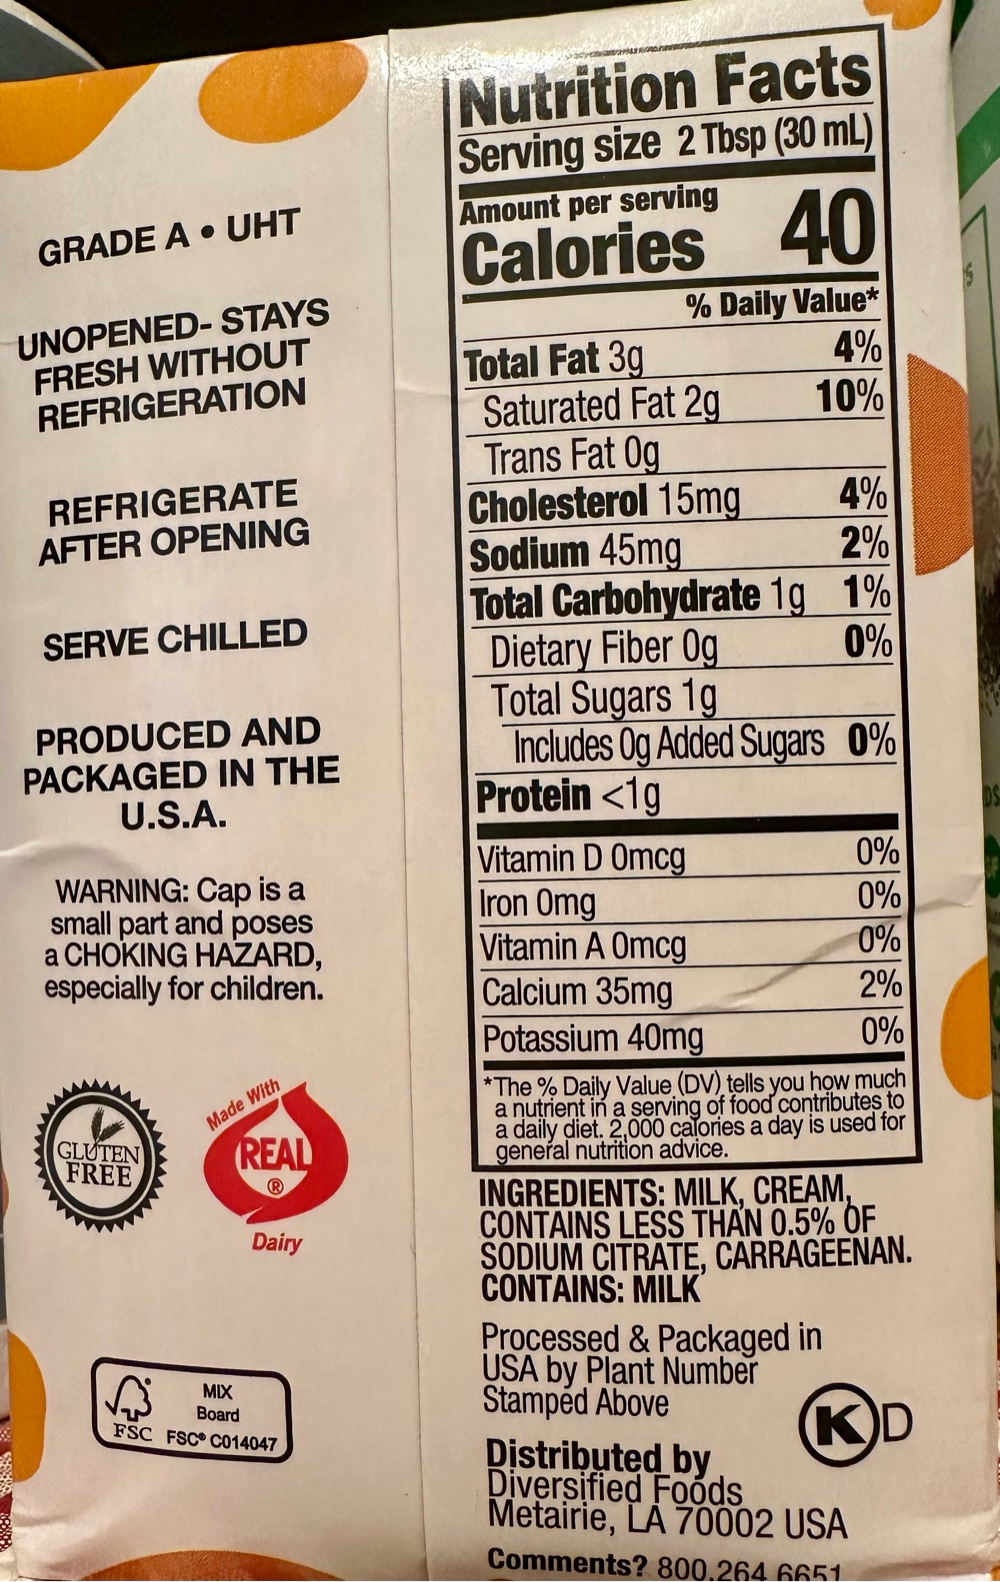 GRADE A • UHT
UNOPENED- STAYS
FRESH WITHOUT
REFRIGERATION
REFRIGERATE
AFTER OPENING
SERVE CHILLED
PRODUCED AND
PACKAGED IN THE
U.S.A.
WARNING: Cap is a
small part and poses
a CHOKING HAZARD,
especially for children.
GLUTEN
FREE
Made With
REAL
®
Dairy
MIX
Board
FSC FSC® C014047
Nutrition Facts
Serving size 2 Tbsp (30 mL)
Amount per serving
Calories 40
% Daily Value*
Total Fat 3g 4%
Saturated Fat 2g 10%
Trans Fat 0g
Cholesterol 15mg 4%
Sodium 45mg 2%
Total Carbohydrate 1g 1%
Dietary Fiber 0g 0%
Total Sugars 1g
Includes 0g Added Sugars 0%
Protein <1g
Vitamin D 0mcg 0%
Iron 0mg 0%
Vitamin A 0mcg 0%
Calcium 35mg 2%
Potassium 40mg 0%
*The % Daily Value (DV) tells you how much
a nutrient in a serving of food contributes to
a daily diet. 2,000 calories a day is used for
general nutrition advice.
INGREDIENTS: MILK, CREAM,
CONTAINS LESS THAN 0.5% OF
SODIUM CITRATE, CARRAGEENAN.
CONTAINS: MILK
Processed & Packaged in
USA by Plant Number
Stamped Above
K D
Distributed by
Diversified Foods
Metairie, LA 70002 USA
Comments? 800.264.6651